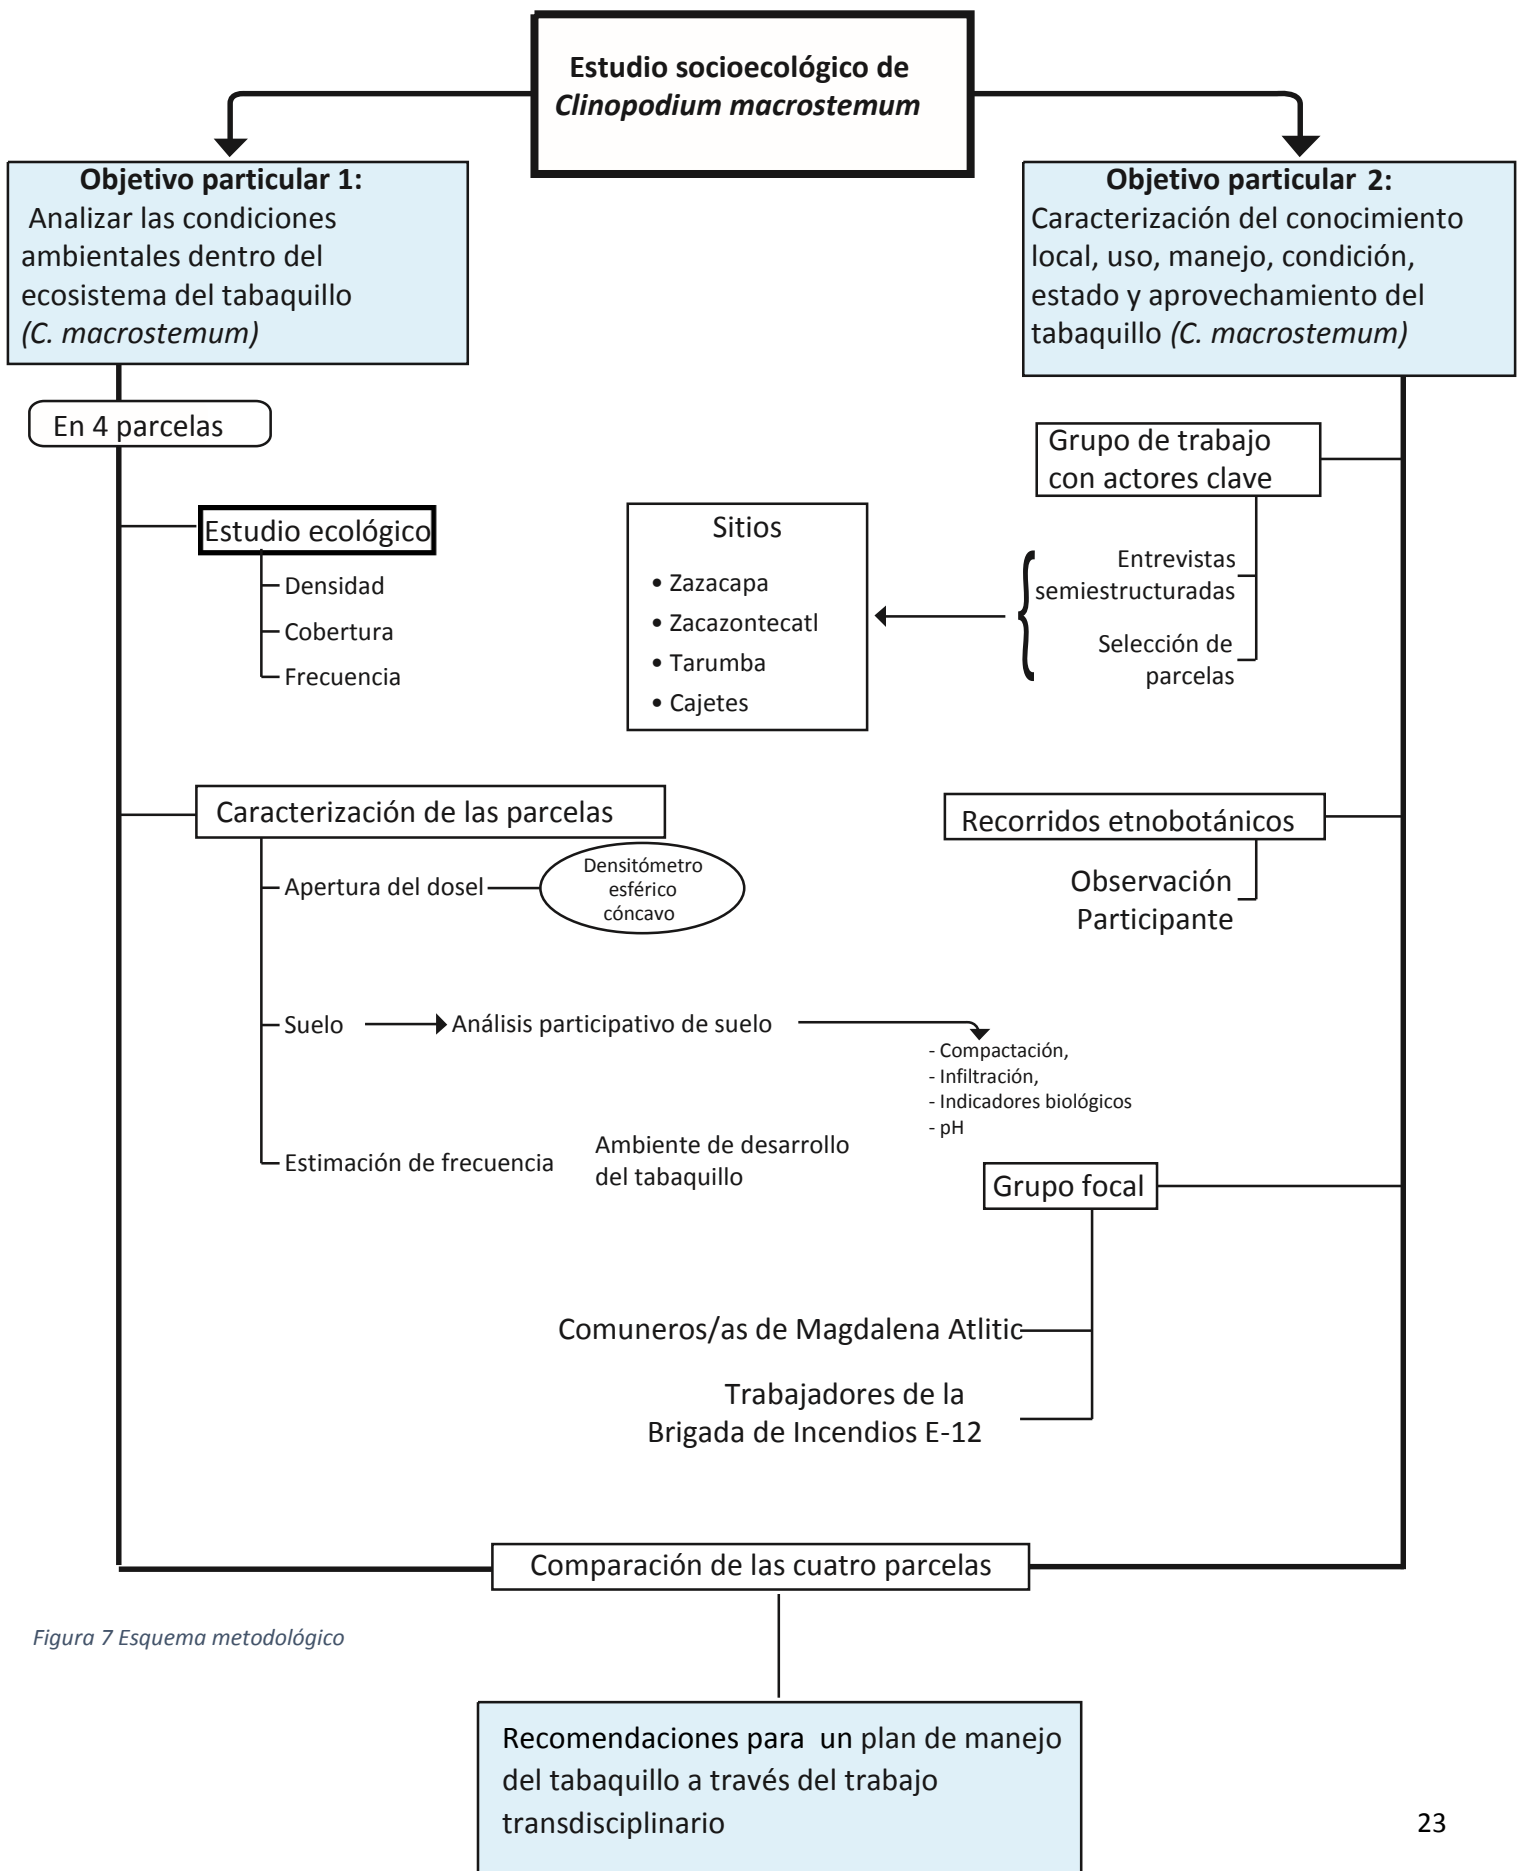 Estudio socioecológico de
Clinopodium macrostemum
Objetivo particular 1:
Analizar las condiciones
ambientales dentro del
ecosistema del tabaquillo
(C. macrostemum)
Objetivo particular 2:
Caracterización del conocimiento
local, uso, manejo, condición,
estado y aprovechamiento del
tabaquillo (C. macrostemum)
En 4 parcelas
Estudio ecológico
Densidad
Cobertura
Frecuencia
Sitios
• Zazacapa
• Zacazontecatl
• Tarumba
• Cajetes
Grupo de trabajo
con actores clave
Entrevistas
semiestructuradas
Selección de
parcelas
Caracterización de las parcelas
Apertura del dosel
Densitómetro
esférico
cóncavo
Suelo
Análisis participativo de suelo
- Compactación,
- Infiltración,
- Indicadores biológicos
- pH
Estimación de frecuencia
Ambiente de desarrollo
del tabaquillo
Recorridos etnobotánicos
Observación
Participante
Grupo focal
Comuneros/as de Magdalena Atlitic
Trabajadores de la
Brigada de Incendios E-12
Comparación de las cuatro parcelas
Figura 7 Esquema metodológico
Recomendaciones para un plan de manejo
del tabaquillo a través del trabajo
transdisciplinario
23